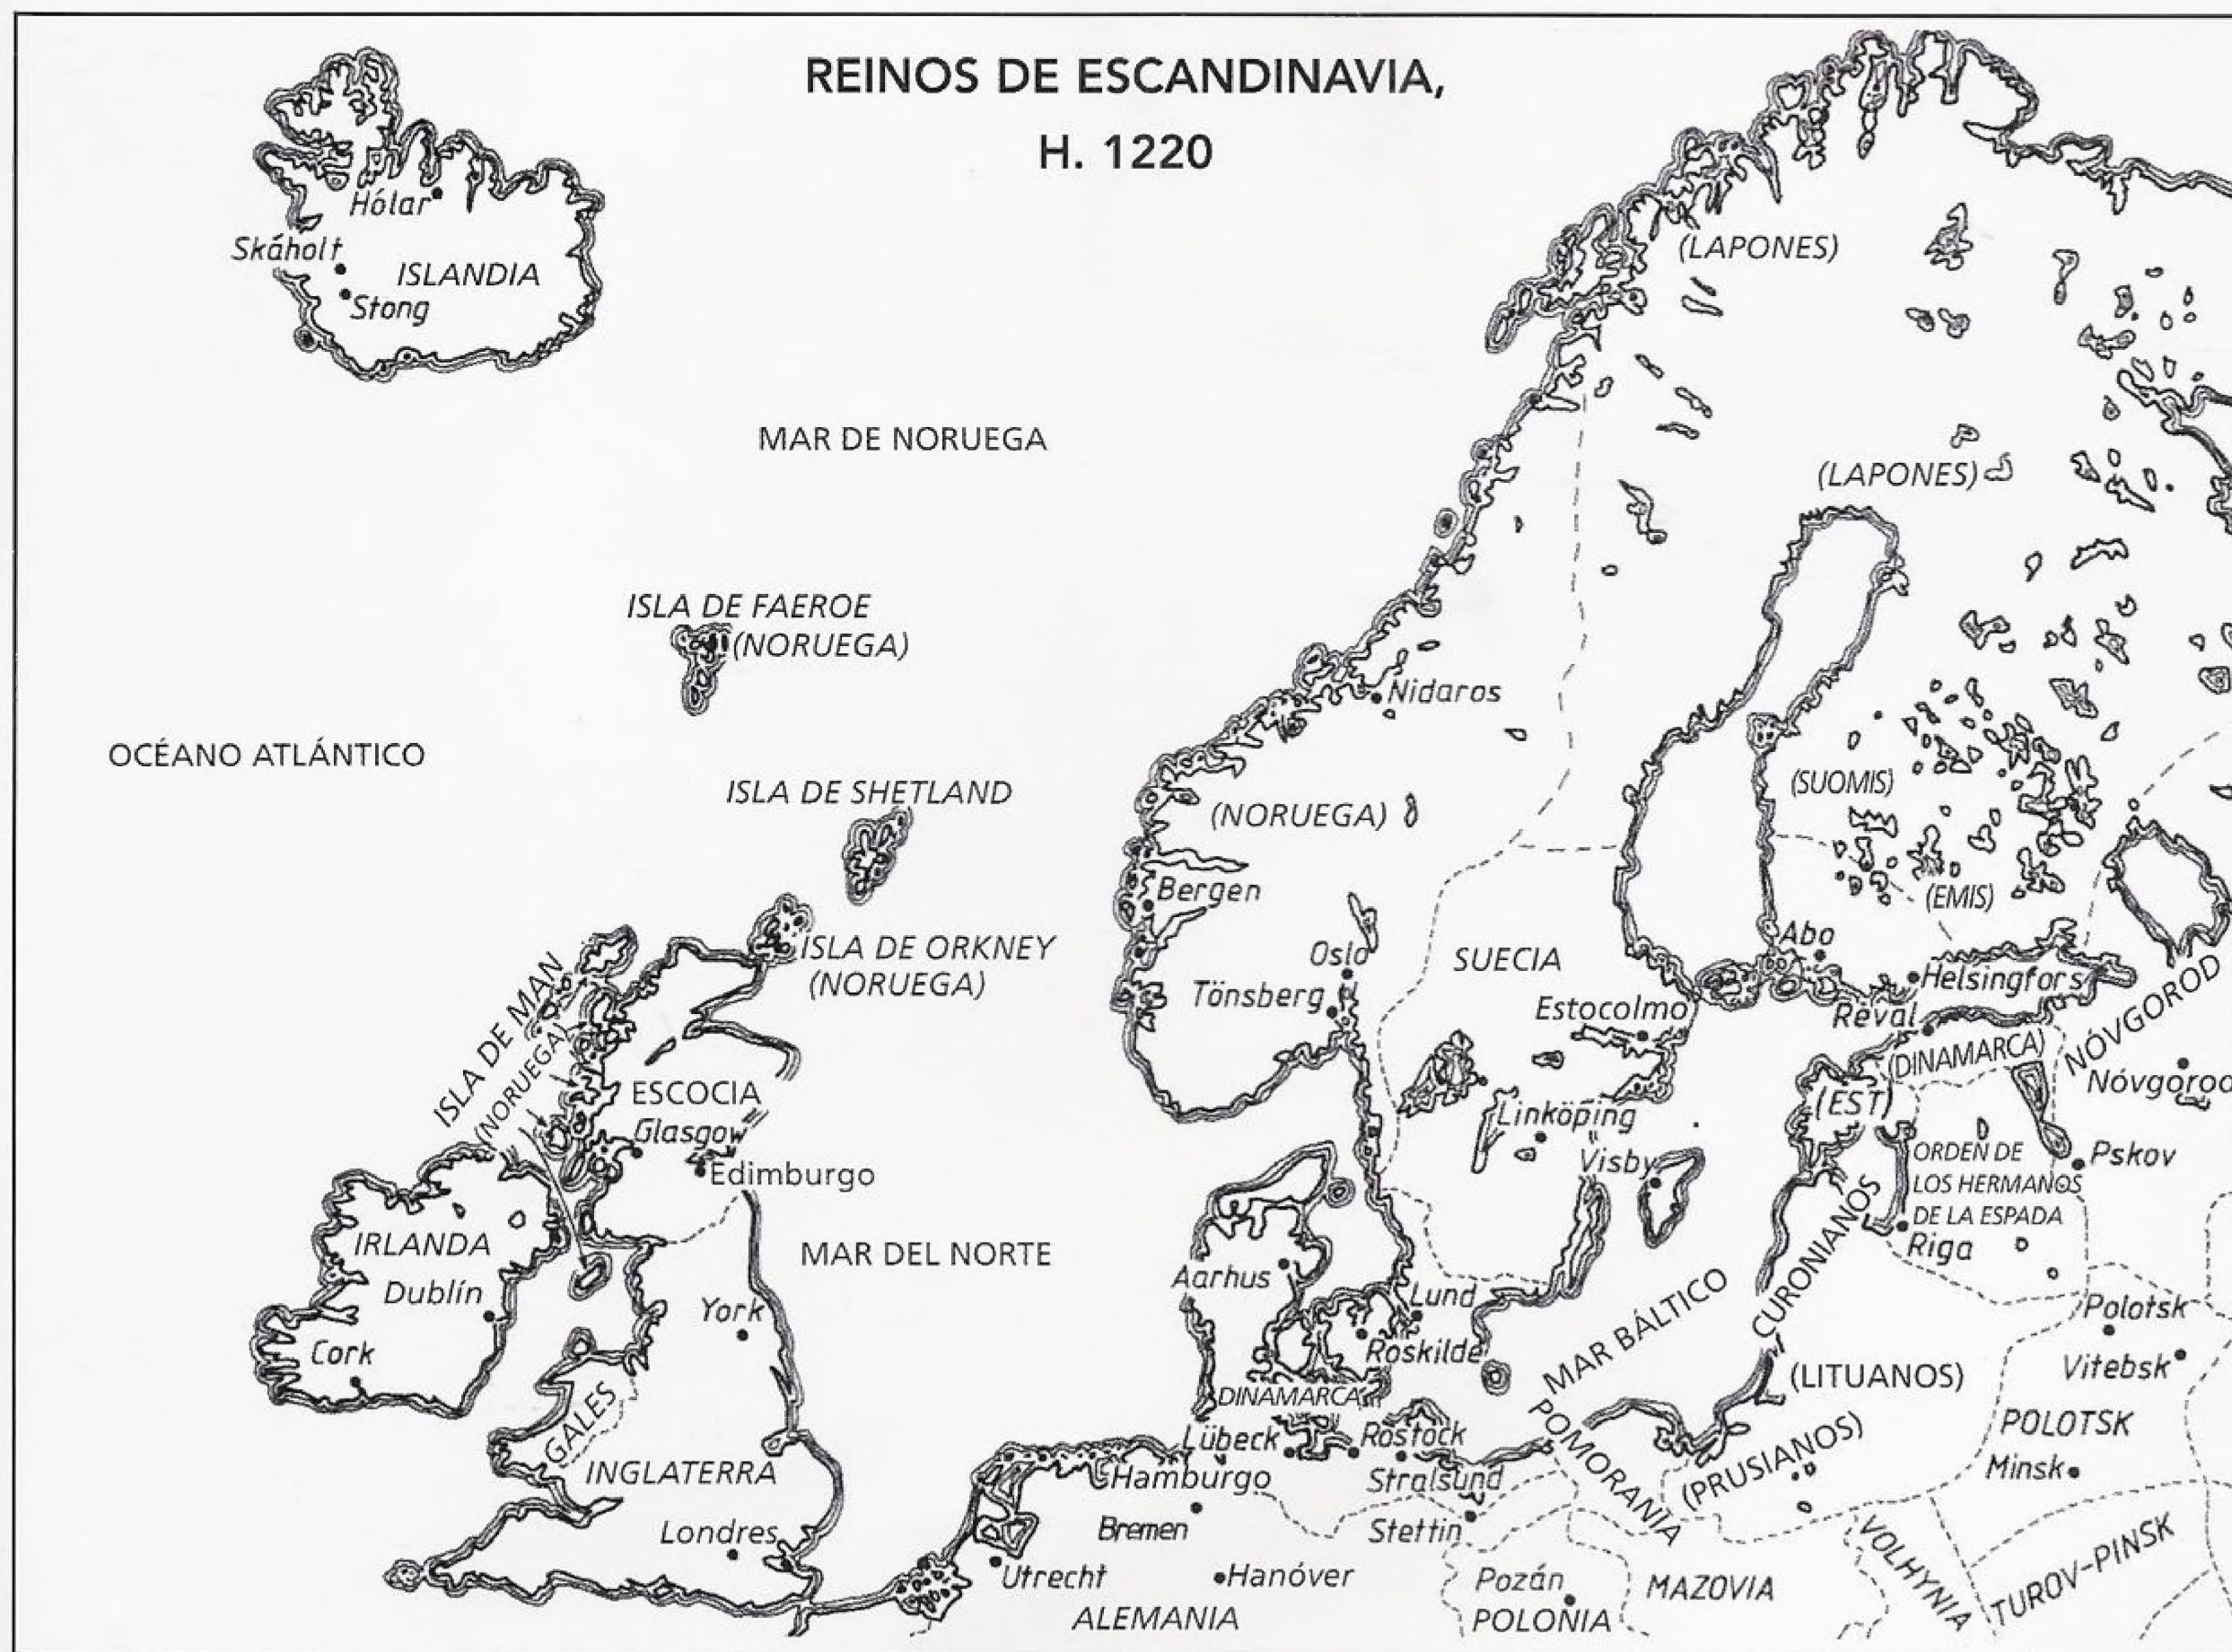 REINOS DE ESCANDINAVIA,
H. 1220
Hólar
Skáholt
ISLANDIA
Stong
(LAPONES)
MAR DE NORUEGA
(LAPONES)
ISLA DE FAEROE
(NORUEGA)
Nidaros
OCÉANO ATLÁNTICO
ISLA DE SHETLAND
(NORUEGA)
(SUOMIS)
Bergen
(EMIS)
ISLA DE ORKNEY
(NORUEGA)
Oslo
SUECIA
Abo
Helsingfors
Tönsberg
Estocolmo
Reval
NÓVGOROD
ISLA DE MAN
(NORUEGA)
(DINAMARCA)
Nóvgorod
ESCOCIA
Glasgow
Edimburgo
Linköping
(EST)
Visby
ORDEN DE
LOS HERMANOS
DE LA ESPADA
Pskov
Riga
IRLANDA
Dublín
Cork
MAR DEL NORTE
York
Aarhus
Lund
Roskilde
DINAMARCA
MAR BÁLTICO
CURONIANOS
Polotsk
Vitebsk
(LITUANOS)
POLOTSK
Minsk
GALES
INGLATERRA
Londres
Lübeck
Rostock
Hamburgo
Stralsund
POMORANIA
(PRUSIANOS)
Bremen
Stettin
VOLHYNIA
TUROV-PINSK
Utrecht
Hanóver
Pozán
MAZOVIA
ALEMANIA
POLONIA